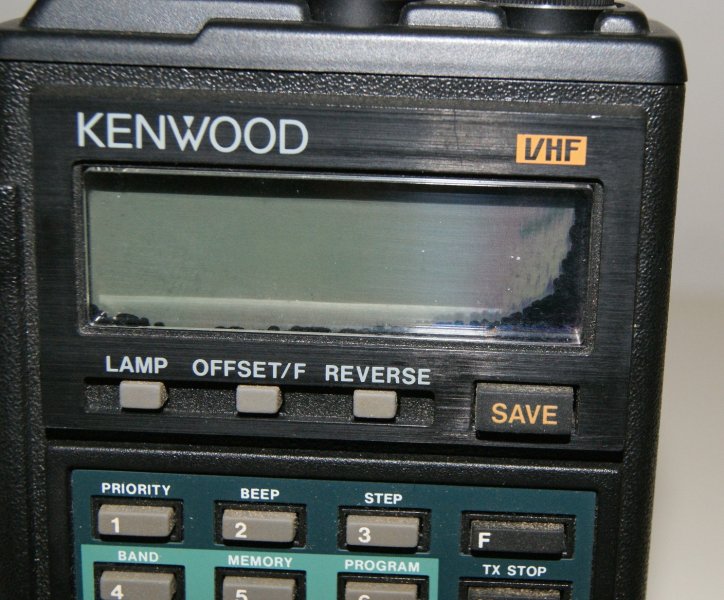 KENWOOD VHF
LAMP OFFSET/F REVERSE
SAVE
PRIORITY BEEP STEP
1 2 3 F
BAND MEMORY PROGRAM TX STOP
4 5 6